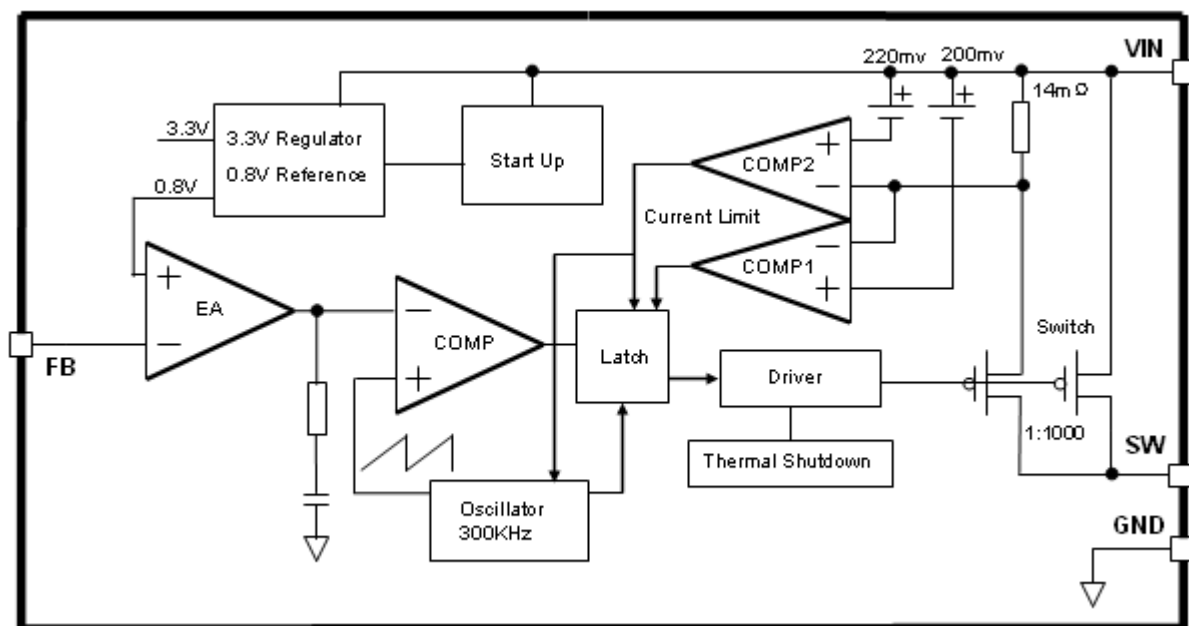 220mv
200mv
VIN
14mΩ
3.3V
3.3V Regulator
0.8V Reference
Start Up
0.8V
+
+
+
COMP2
−
Current Limit
−
COMP1
+
+
EA
−
FB
−
COMP
+
Latch
Switch
Driver
1:1000
Thermal Shutdown
SW
Oscillator
300KHz
GND